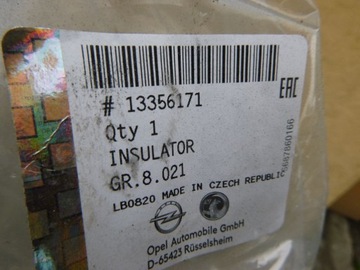 # 13356171
Qty 1
INSULATOR
GR.8.021
LB0820 MADE IN CZECH REPUBLIC
Opel Automobile GmbH
D-65423 Rüsselsheim
EAC